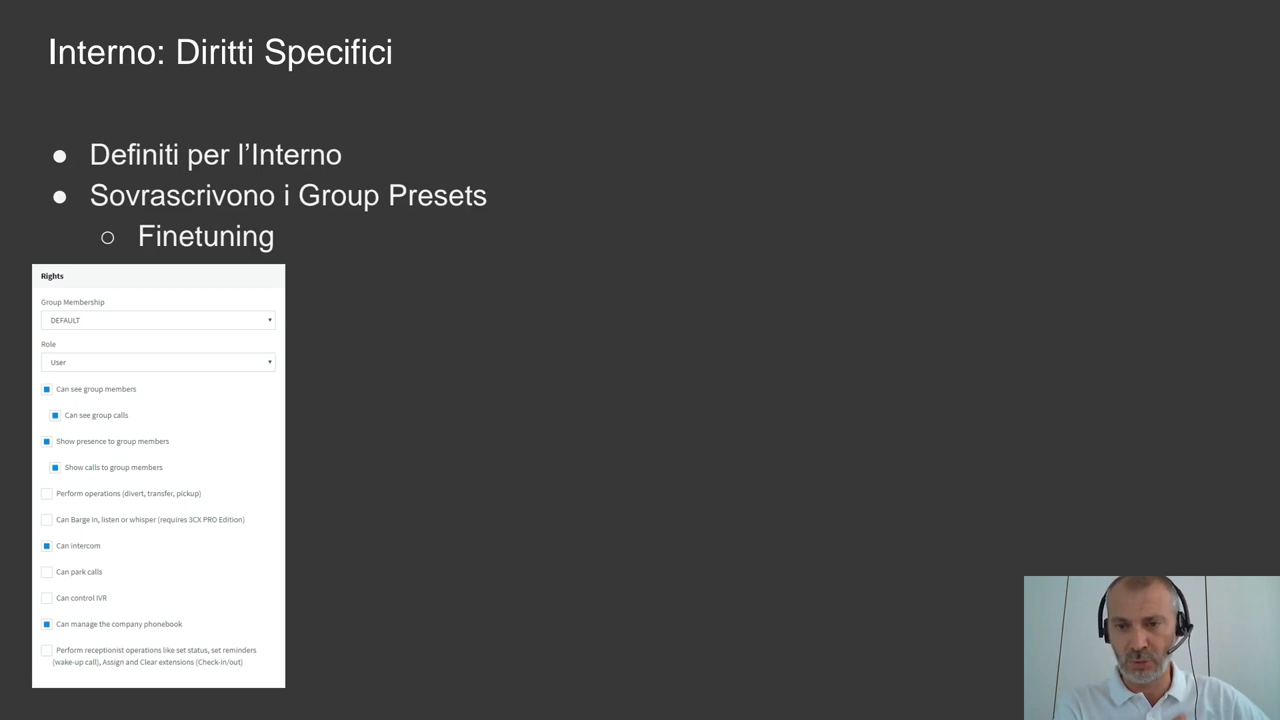 Interno: Diritti Specifici
● Definiti per l’Interno
● Sovrascrivono i Group Presets
○ Finetuning
Rights
Group Membership
DEFAULT
Role
User
Can see group members
Can see group calls
Show presence to group members
Show calls to group members
Perform operations (divert, transfer, pickup)
Can Barge in, listen or whisper (requires 3CX PRO Edition)
Can intercom
Can park calls
Can control IVR
Can manage the company phonebook
Perform receptionist operations like set status, set reminders
(wake-up call), Assign and Clear extensions (Check-in/out)